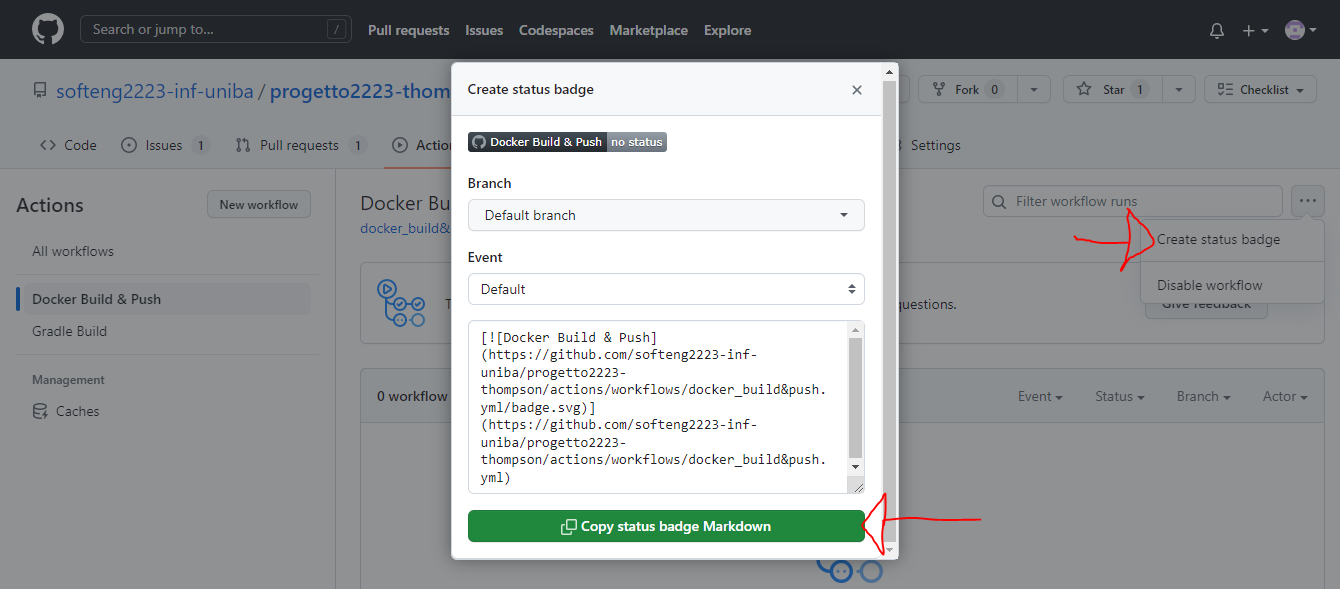 Search or jump to... /
Pull requests Issues Codespaces Marketplace Explore
softeng2223-inf-uniba / progetto2223-thom
Fork 0
Star 1
Checklist
Code
Issues 1
Pull requests 1
Actio
Settings
Actions
New workflow
All workflows
Docker Build & Push
Gradle Build
Management
Caches
Docker Bu
docker_build&
Filter workflow runs
...
Create status badge
Disable workflow
Give feedback
T
uestions.
0 workflow
Event
Status
Branch
Actor
Create status badge
Docker Build & Push no status
Branch
Default branch
Event
Default
[![Docker Build & Push]
(https://github.com/softeng2223-inf-
uniba/progetto2223-
thompson/actions/workflows/docker_build&push.
yml/badge.svg)]
(https://github.com/softeng2223-inf-
uniba/progetto2223-
thompson/actions/workflows/docker_build&push.
yml)
Copy status badge Markdown